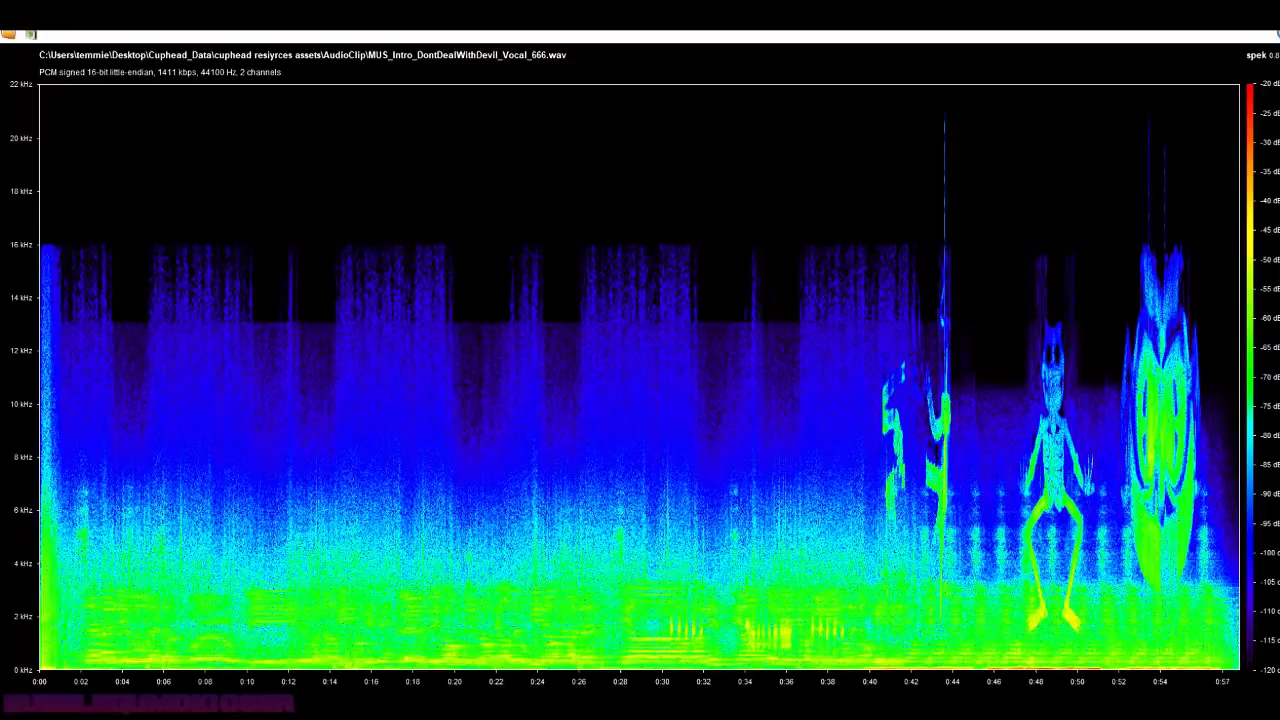 C:\Users\temmie\Desktop\Cuphead_Data\cuphead resiyrces assets\AudioClip\MUS_Intro_DontDealWithDevil_Vocal_666.wav
spek 0.8
PCM signed 16-bit little-endian, 1411 kbps, 44100 Hz, 2 channels
22 kHz
20 kHz
18 kHz
16 kHz
14 kHz
12 kHz
10 kHz
8 kHz
6 kHz
4 kHz
2 kHz
0 kHz
-20 dB
-25 dB
-30 dB
-35 dB
-40 dB
-45 dB
-50 dB
-55 dB
-60 dB
-65 dB
-70 dB
-75 dB
-80 dB
-85 dB
-90 dB
-95 dB
-100 dB
-105 dB
-110 dB
-115 dB
-120 dB
0:00 0:02 0:04 0:06 0:08 0:10 0:12 0:14 0:16 0:18 0:20 0:22 0:24 0:26 0:28 0:30 0:32 0:34 0:36 0:38 0:40 0:42 0:44 0:46 0:48 0:50 0:52 0:54 0:57